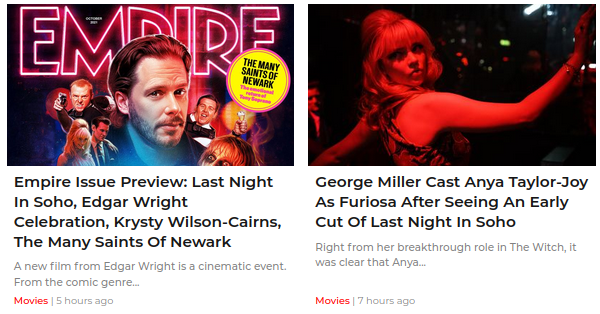 EMPIRE
OCTOBER
2021
THE MANY
SAINTS OF
NEWARK
The emotional
return of
Tony Soprano
Empire Issue Preview: Last Night
In Soho, Edgar Wright
Celebration, Krysty Wilson-Cairns,
The Many Saints Of Newark
A new film from Edgar Wright is a cinematic event.
From the comic genre...
Movies | 5 hours ago
George Miller Cast Anya Taylor-Joy
As Furiosa After Seeing An Early
Cut Of Last Night In Soho
Right from her breakthrough role in The Witch, it
was clear that Anya...
Movies | 7 hours ago